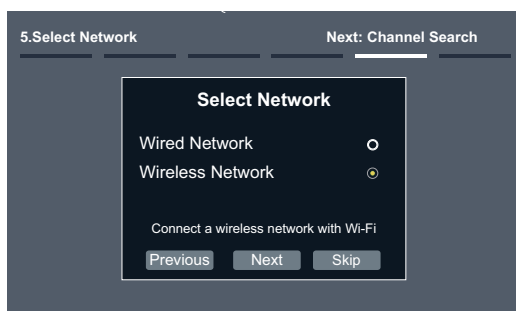 5.Select Network
Next: Channel Search
Select Network
Wired Network
Wireless Network
Connect a wireless network with Wi-Fi
Previous
Next
Skip